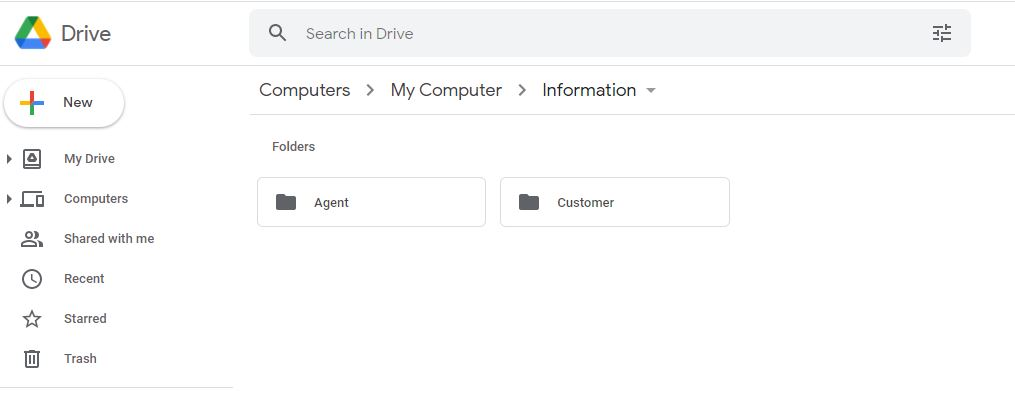 Drive
Search in Drive
New
Computers My Computer Information
Folders
My Drive
Agent Customer
Computers
Shared with me
Recent
Starred
Trash